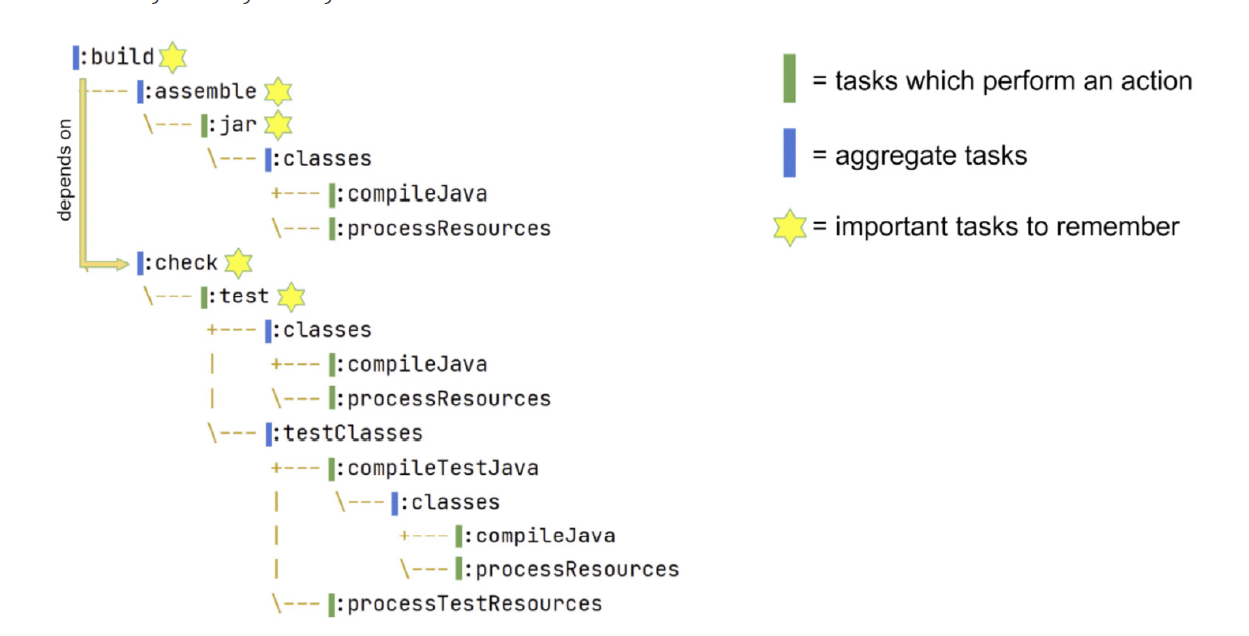 :build
:assemble
:jar
:classes
:compileJava
:processResources
:check
:test
:classes
:compileJava
:processResources
:testClasses
:compileTestJava
:classes
:compileJava
:processResources
:processTestResources
depends on
= tasks which perform an action
= aggregate tasks
= important tasks to remember